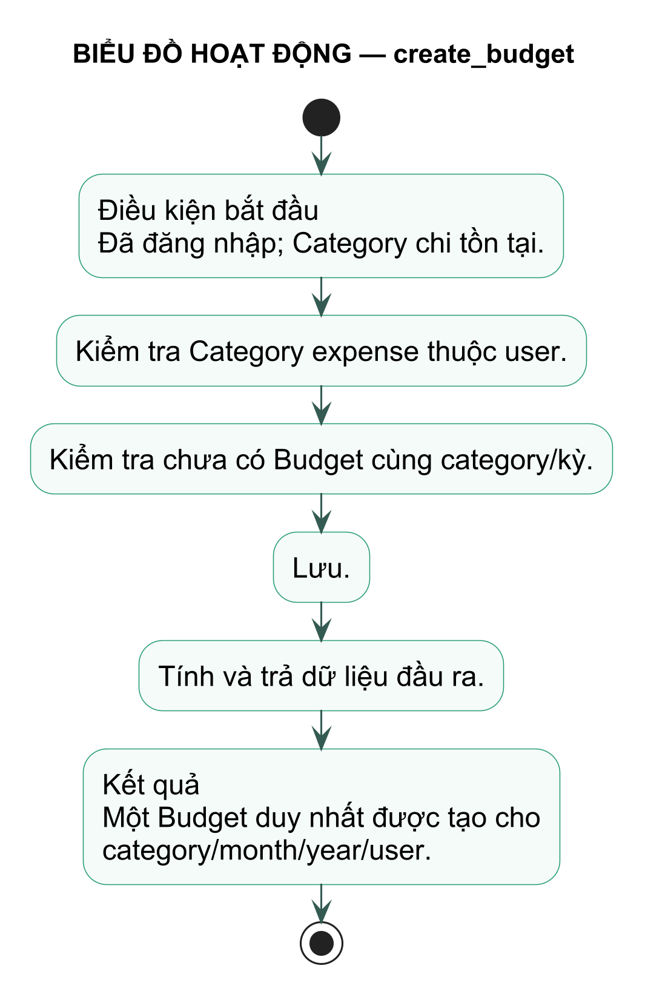 BIỂU ĐỒ HOẠT ĐỘNG — create_budget
Điều kiện bắt đầu
Đã đăng nhập; Category chi tồn tại.
Kiểm tra Category expense thuộc user.
Kiểm tra chưa có Budget cùng category/kỳ.
Lưu.
Tính và trả dữ liệu đầu ra.
Kết quả
Một Budget duy nhất được tạo cho
category/month/year/user.